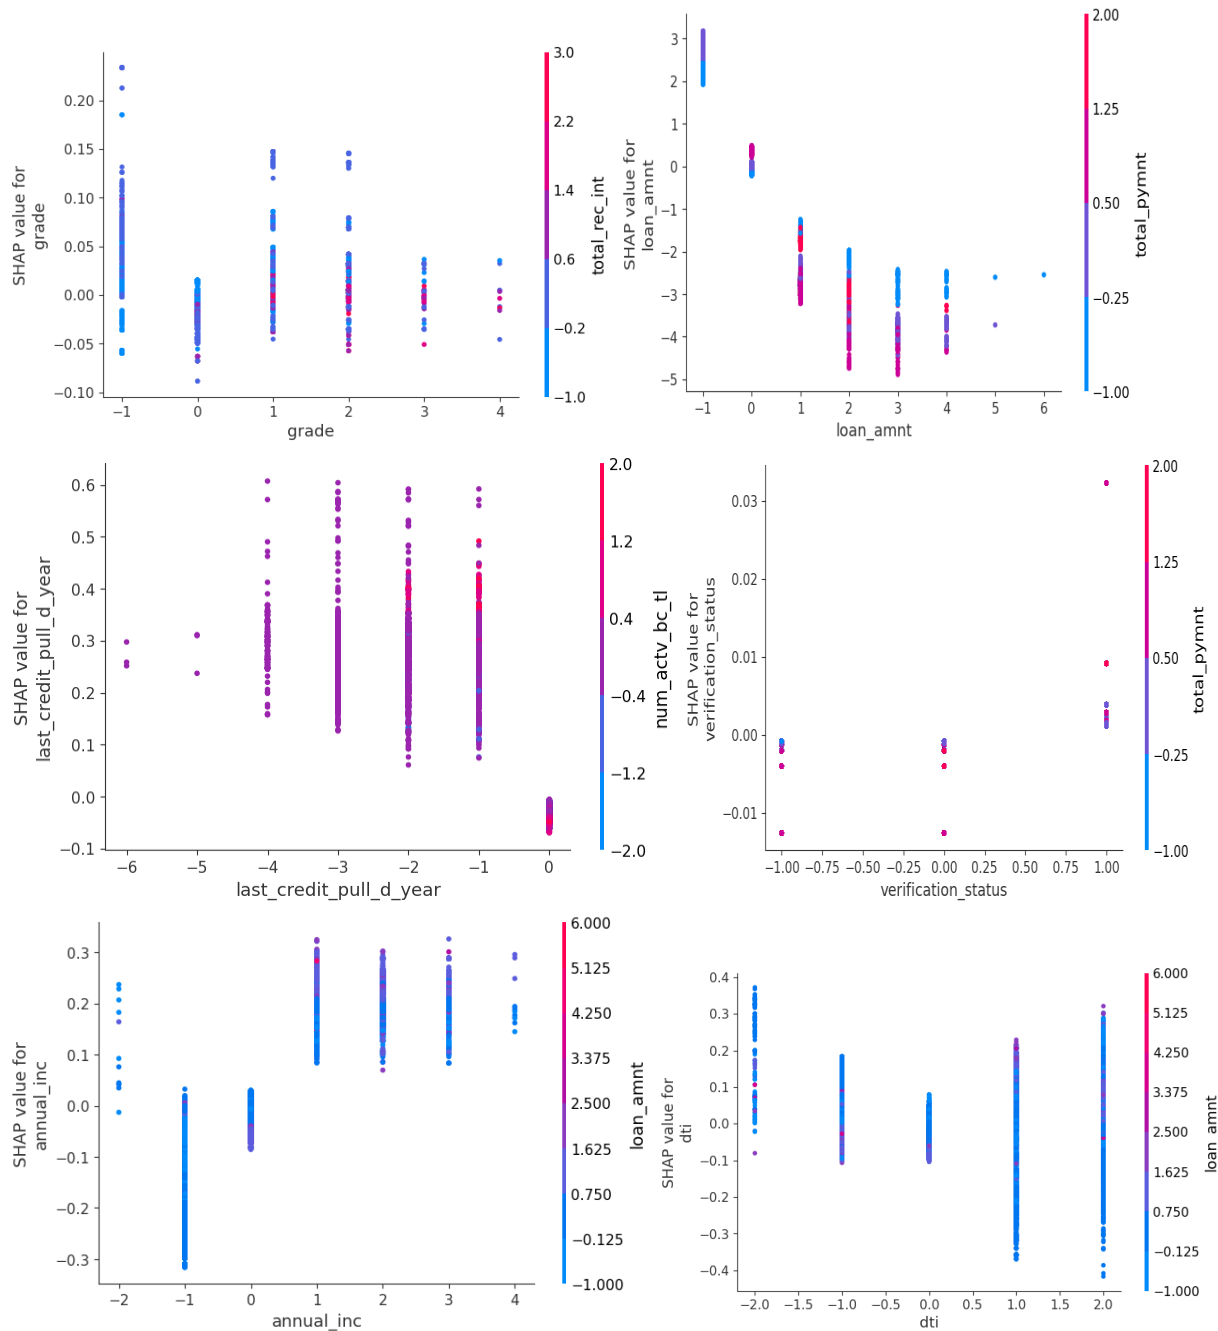 SHAP value for
grade
0.20
0.15
0.10
0.05
0.00
−0.05
−0.10
−1 0 1 2 3 4
grade
3.0
2.2
1.4
0.6
−0.2
−1.0
total_rec_int
SHAP value for
loan_amnt
3
2
1
0
−1
−2
−3
−4
−5
−1 0 1 2 3 4 5 6
loan_amnt
2.00
1.25
0.50
−0.25
−1.00
total_pymnt
SHAP value for
last_credit_pull_d_year
0.6
0.5
0.4
0.3
0.2
0.1
0.0
−0.1
−6 −5 −4 −3 −2 −1 0
last_credit_pull_d_year
2.0
1.2
0.4
−0.4
−1.2
−2.0
num_actv_bc_tl
SHAP value for
verification_status
0.03
0.02
0.01
0.00
−0.01
−1.00 −0.75 −0.50 −0.25 0.00 0.25 0.50 0.75 1.00
verification_status
2.00
1.25
0.50
−0.25
−1.00
total_pymnt
SHAP value for
annual_inc
0.3
0.2
0.1
0.0
−0.1
−0.2
−0.3
−2 −1 0 1 2 3 4
annual_inc
6.000
5.125
4.250
3.375
2.500
1.625
0.750
−0.125
−1.000
loan_amnt
SHAP value for
dti
0.4
0.3
0.2
0.1
0.0
−0.1
−0.2
−0.3
−0.4
−2.0 −1.5 −1.0 −0.5 0.0 0.5 1.0 1.5 2.0
dti
6.000
5.125
4.250
3.375
2.500
1.625
0.750
−0.125
−1.000
loan_amnt